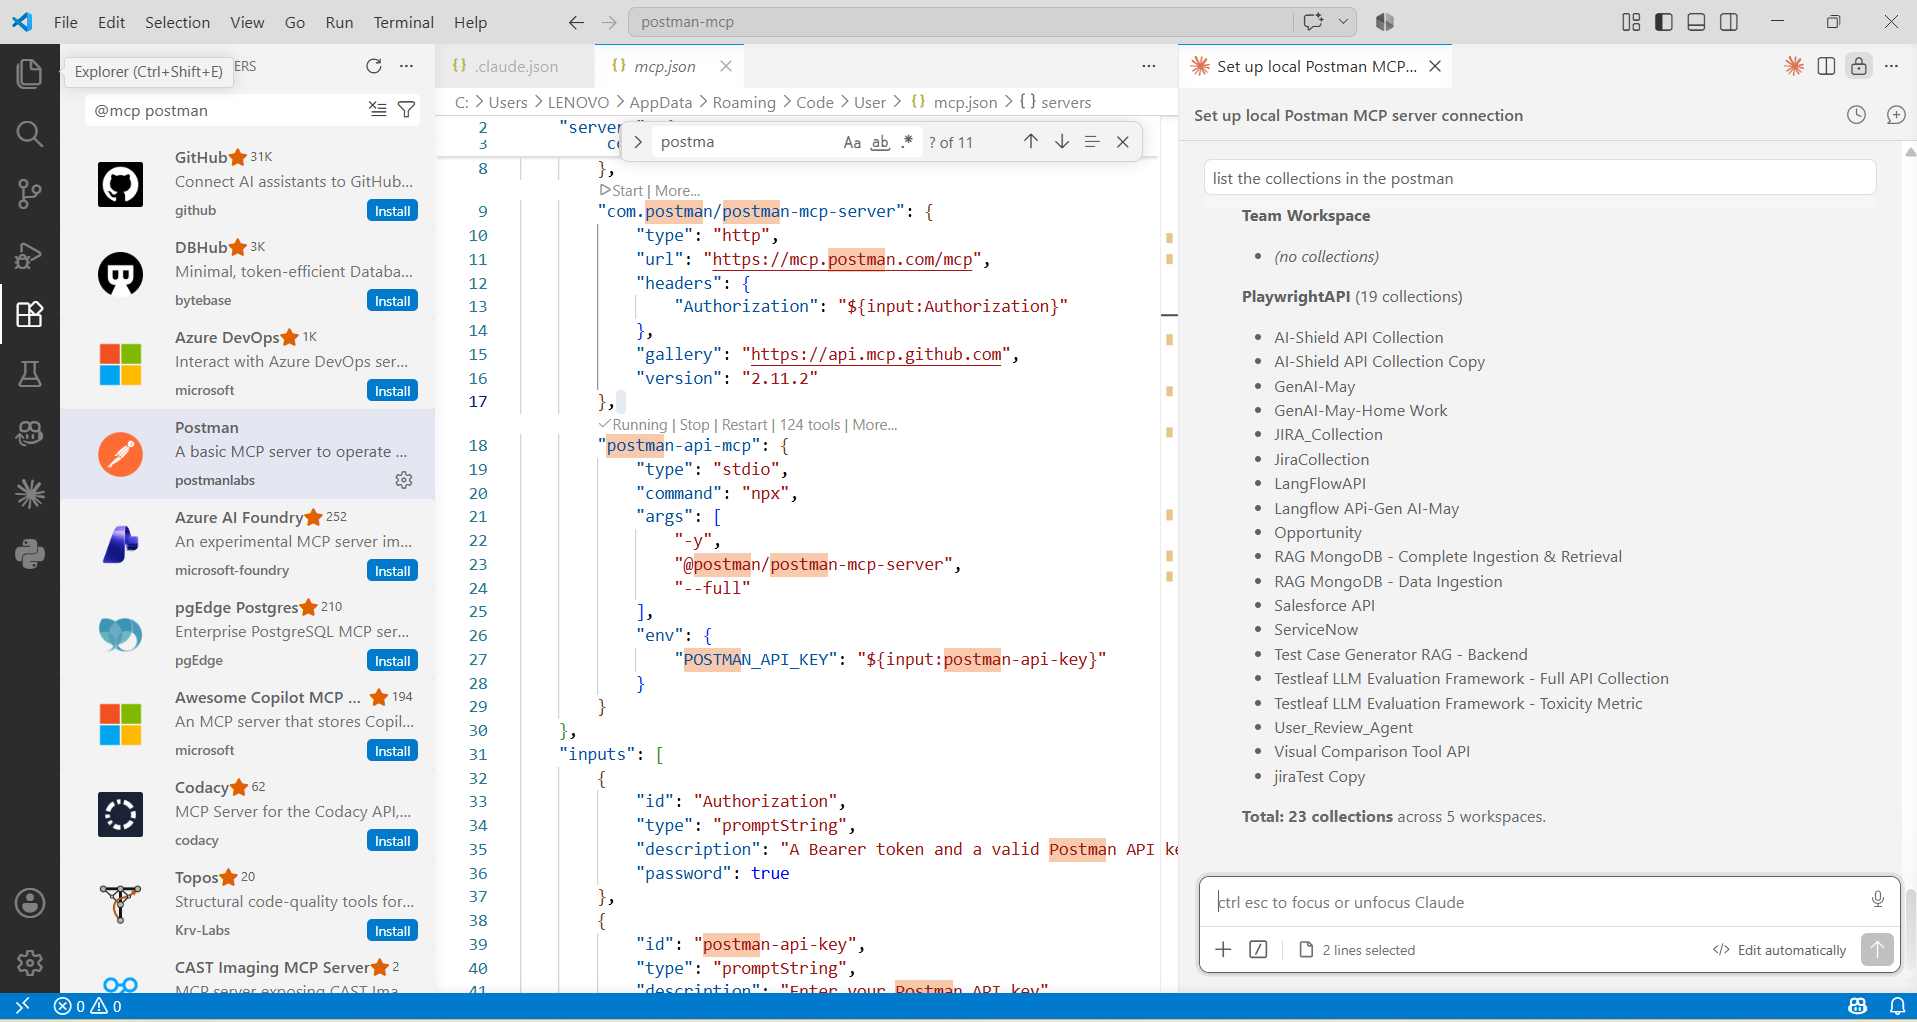 File Edit Selection View Go Run Terminal Help
postman-mcp
Explorer (Ctrl+Shift+E)
ERS
@mcp postman
GitHub 31K
Connect AI assistants to GitHub...
github
Install
DBHub 3K
Minimal, token-efficient Databa...
bytebase
Install
Azure DevOps 1K
Interact with Azure DevOps ser...
microsoft
Install
Postman
A basic MCP server to operate ...
postmanlabs
Azure AI Foundry 252
An experimental MCP server im...
microsoft-foundry
Install
pgEdge Postgres 210
Enterprise PostgreSQL MCP ser...
pgEdge
Install
Awesome Copilot MCP ... 194
An MCP server that stores Copil...
microsoft
Install
Codacy 62
MCP Server for the Codacy API,...
codacy
Install
Topos 20
Structural code-quality tools for...
Krv-Labs
Install
CAST Imaging MCP Server 2
MCP server exposing CAST Ima...
{} .claude.json
{} mcp.json
C: > Users > LENOVO > AppData > Roaming > Code > User > {} mcp.json > {} servers
postma
Aa ab .* ? of 11
2 "server
3 co
8 },
Start | More...
9 "com.postman/postman-mcp-server": {
10 "type": "http",
11 "url": "https://mcp.postman.com/mcp",
12 "headers": {
13 "Authorization": "${input:Authorization}"
14 },
15 "gallery": "https://api.mcp.github.com",
16 "version": "2.11.2"
17 },
Running | Stop | Restart | 124 tools | More...
18 "postman-api-mcp": {
19 "type": "stdio",
20 "command": "npx",
21 "args": [
22 "-y",
23 "@postman/postman-mcp-server",
24 "--full"
25 ],
26 "env": {
27 "POSTMAN_API_KEY": "${input:postman-api-key}"
28 }
29 }
30 },
31 "inputs": [
32 {
33 "id": "Authorization",
34 "type": "promptString",
35 "description": "A Bearer token and a valid Postman API ke
36 "password": true
37 },
38 {
39 "id": "postman-api-key",
40 "type": "promptString",
41 "description": "Enter your Postman API key"
Set up local Postman MCP...
Set up local Postman MCP server connection
list the collections in the postman
Team Workspace
• (no collections)
PlaywrightAPI (19 collections)
• AI-Shield API Collection
• AI-Shield API Collection Copy
• GenAI-May
• GenAI-May-Home Work
• JIRA_Collection
• JiraCollection
• LangFlowAPI
• Langflow APi-Gen AI-May
• Opportunity
• RAG MongoDB - Complete Ingestion & Retrieval
• RAG MongoDB - Data Ingestion
• Salesforce API
• ServiceNow
• Test Case Generator RAG - Backend
• Testleaf LLM Evaluation Framework - Full API Collection
• Testleaf LLM Evaluation Framework - Toxicity Metric
• User_Review_Agent
• Visual Comparison Tool API
• jiraTest Copy
Total: 23 collections across 5 workspaces.
ctrl esc to focus or unfocus Claude
2 lines selected
</> Edit automatically
0 0